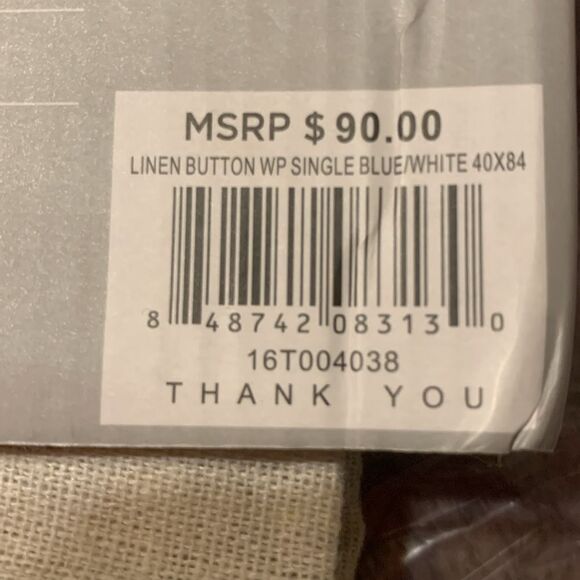 MSRP $ 90.00
LINEN BUTTON WP SINGLE BLUE/WHITE 40X84
8 48742 08313 0
16T004038
THANK YOU